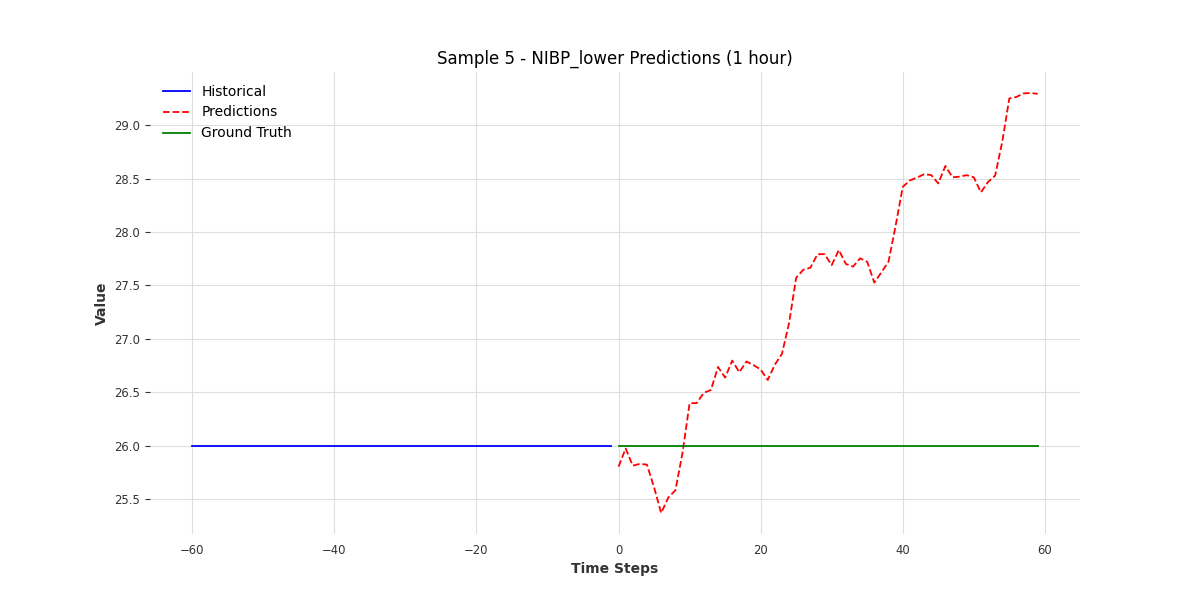 Sample 5 - NIBP_lower Predictions (1 hour)
Historical
Predictions
Ground Truth
29.0
28.5
28.0
27.5
27.0
26.5
26.0
25.5
Value
−60
−40
−20
0
20
40
60
Time Steps